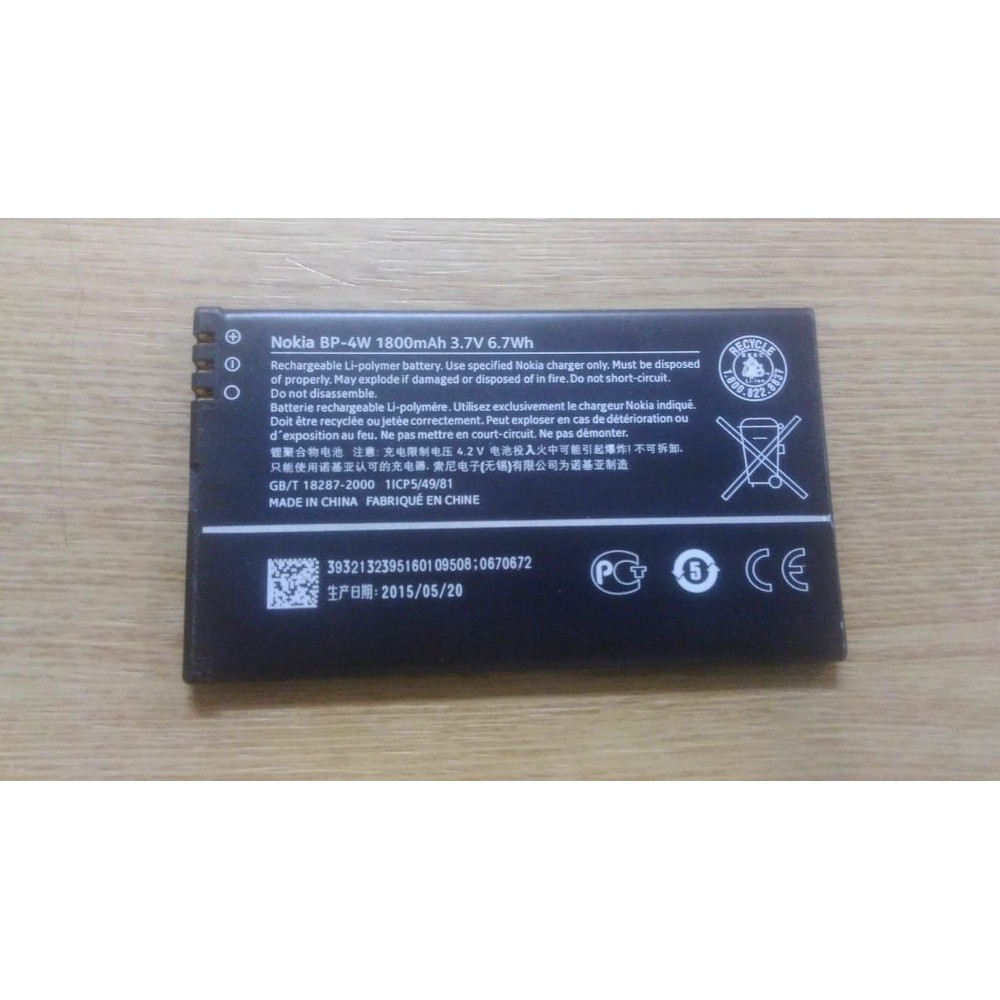 Nokia BP-4W 1800mAh 3.7V 6.7Wh
Rechargeable Li-polymer battery. Use specified Nokia charger only. Must be disposed
of properly. May explode if damaged or disposed of in fire. Do not short-circuit.
Do not disassemble.
Batterie rechargeable Li-polymère. Utilisez exclusivement le chargeur Nokia indiqué.
Doit être recyclée ou jetée correctement. Peut exploser en cas de détérioration ou
d´exposition au feu. Ne pas mettre en court-circuit. Ne pas démonter.
锂聚合物电池 注意: 充电限制电压 4.2 V 电池投入火中可能引起爆炸! 不可拆卸.
只能使用诺基亚认可的充电器. 索尼电子(无锡)有限公司为诺基亚制造
GB/T 18287-2000 1ICP5/49/81
MADE IN CHINA FABRIQUÉ EN CHINE
RECYCLE
RBRC
Li-ion
1.800.822.8837
3932132395160109508;0670672
生产日期: 2015/05/20
PCT
5
CE